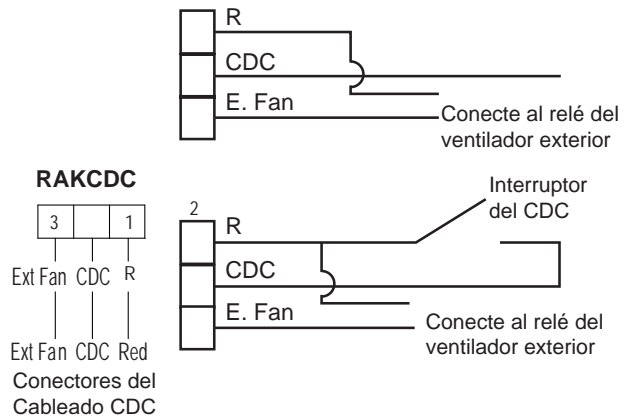 R
CDC
E. Fan
Conecte al relé del
ventilador exterior
RAKCDC
3 1
Ext Fan CDC R
Ext Fan CDC Red
Conectores del
Cableado CDC
2
R
CDC
E. Fan
Interruptor
del CDC
Conecte al relé del
ventilador exterior